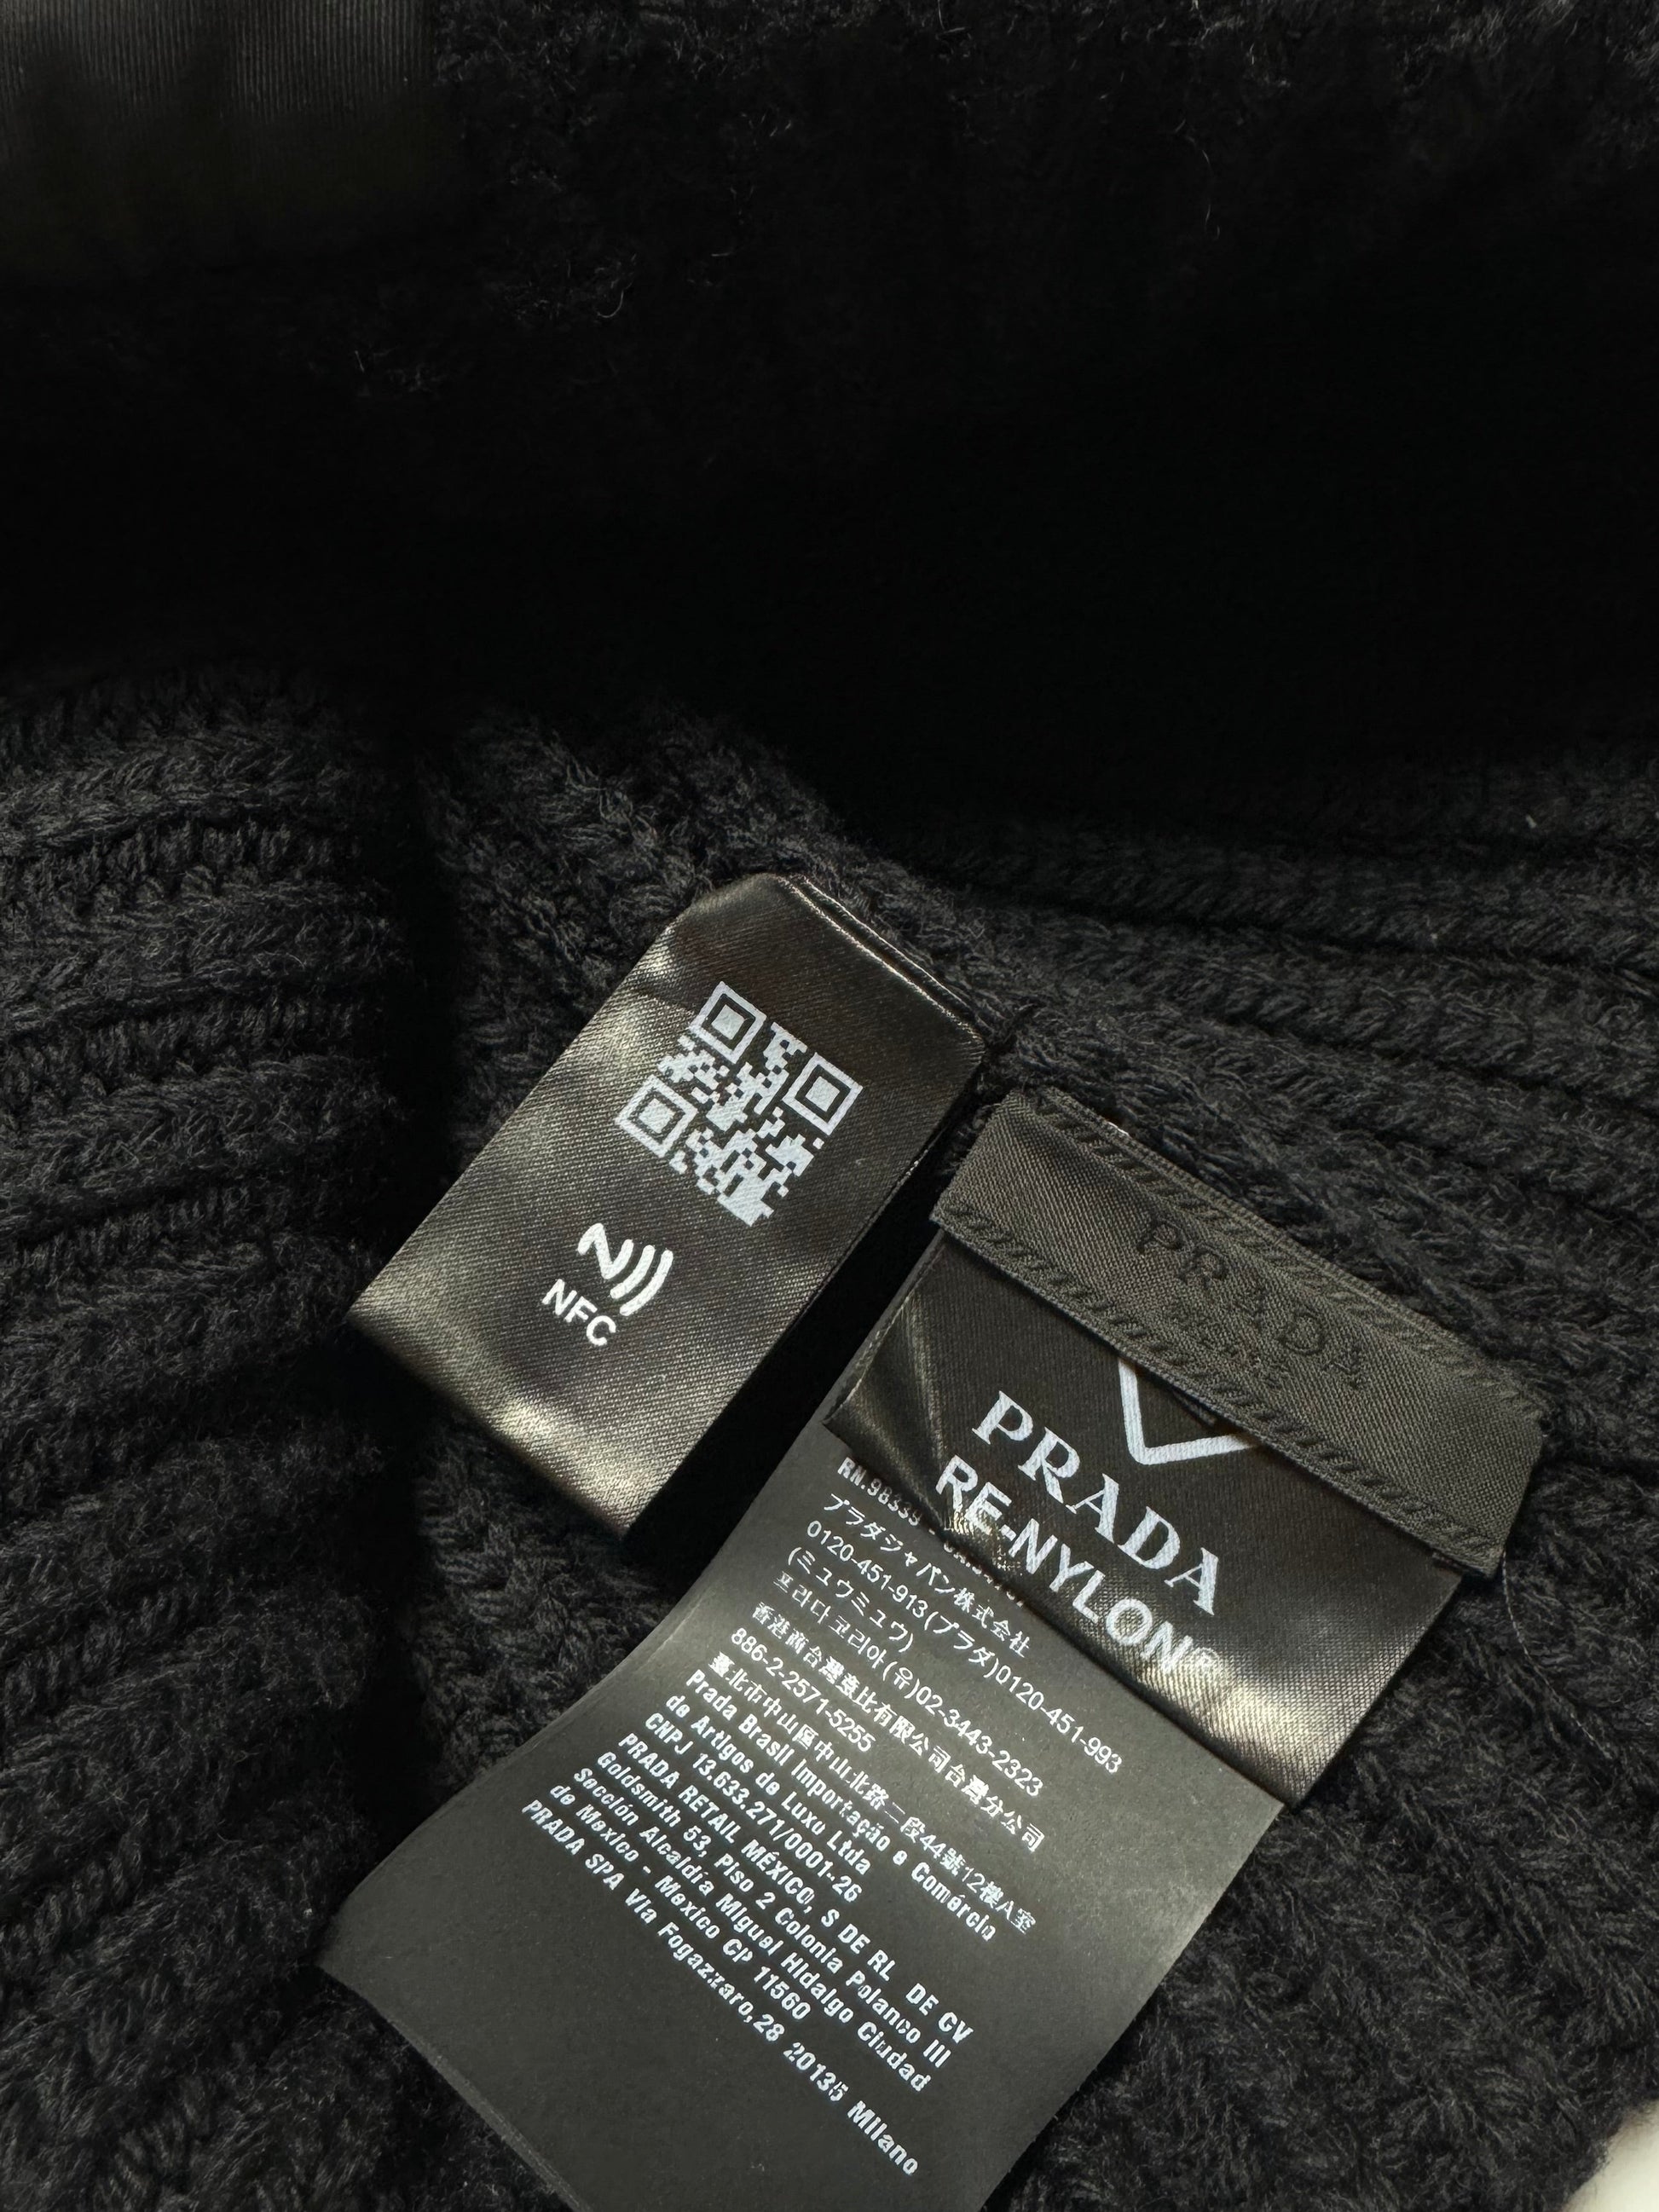 NFC
PRADA
PRADA
RE-NYLON®
RN.98339
プラダジャパン株式会社
0120-451-913(プラダ)0120-451-993
(ミュウミュウ)
프라다코리아(유)02-3443-2323
香港商台灣意比有限公司台灣分公司
886-2-2571-5255
臺北市中山區中山北路二段44號12樓A室
Prada Brasil Importação e Comércio
de Artigos de Luxo Ltda
CNPJ 13.633.271/0001-26
PRADA RETAIL MÉXICO, S DE RL DE CV
Goldsmith 53, Piso 2 Colonia Polanco III
Sección Alcaldía Miguel Hidalgo Ciudad
de Mexico - Mexico CP 11560
PRADA SPA Via Fogazzaro,28 20135 Milano